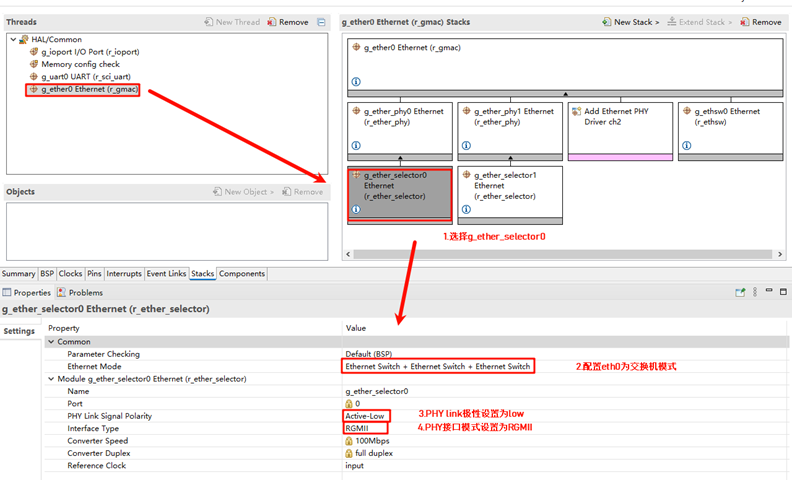 Threads
New Thread
Remove
HAL/Common
g_ioport I/O Port (r_ioport)
Memory config check
g_uart0 UART (r_sci_uart)
g_ether0 Ethernet (r_gmac)
Objects
New Object >
Remove
g_ether0 Ethernet (r_gmac) Stacks
New Stack >
Extend Stack >
Remove
g_ether0 Ethernet (r_gmac)
g_ether_phy0 Ethernet
(r_ether_phy)
g_ether_phy1 Ethernet
(r_ether_phy)
Add Ethernet PHY
Driver ch2
g_ethsw0 Ethernet
(r_ethsw)
g_ether_selector0
Ethernet
(r_ether_selector)
g_ether_selector1
Ethernet
(r_ether_selector)
1.选择g_ether_selector0
Summary BSP Clocks Pins Interrupts Event Links Stacks Components
Properties Problems
g_ether_selector0 Ethernet (r_ether_selector)
Settings
Property Value
Common
Parameter Checking Default (BSP)
Ethernet Mode Ethernet Switch + Ethernet Switch + Ethernet Switch
2.配置eth0为交换机模式
Module g_ether_selector0 Ethernet (r_ether_selector)
Name g_ether_selector0
Port 0
PHY Link Signal Polarity Active-Low
3.PHY link极性设置为low
Interface Type RGMII
4.PHY接口模式设置为RGMII
Converter Speed 100Mbps
Converter Duplex full duplex
Reference Clock input